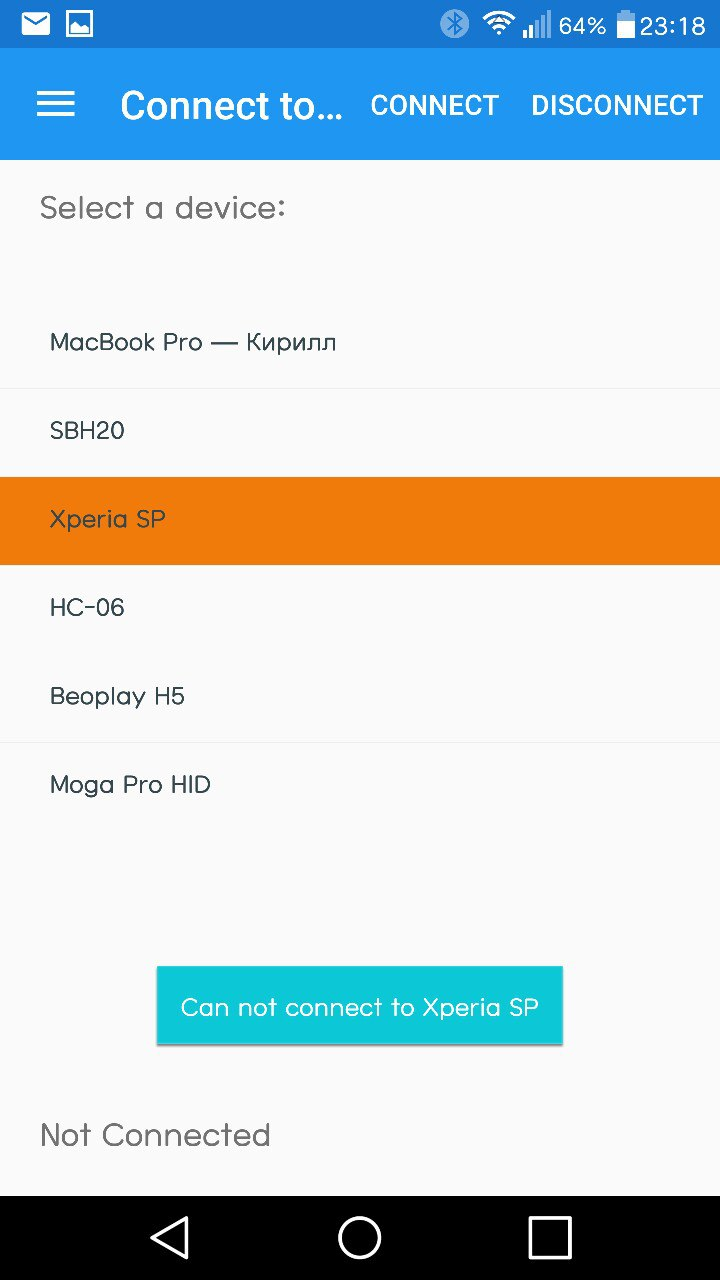 64% 23:18
Connect to... CONNECT DISCONNECT
Select a device:
MacBook Pro — Кирилл
SBH20
Xperia SP
HC-06
Beoplay H5
Moga Pro HID
Can not connect to Xperia SP
Not Connected